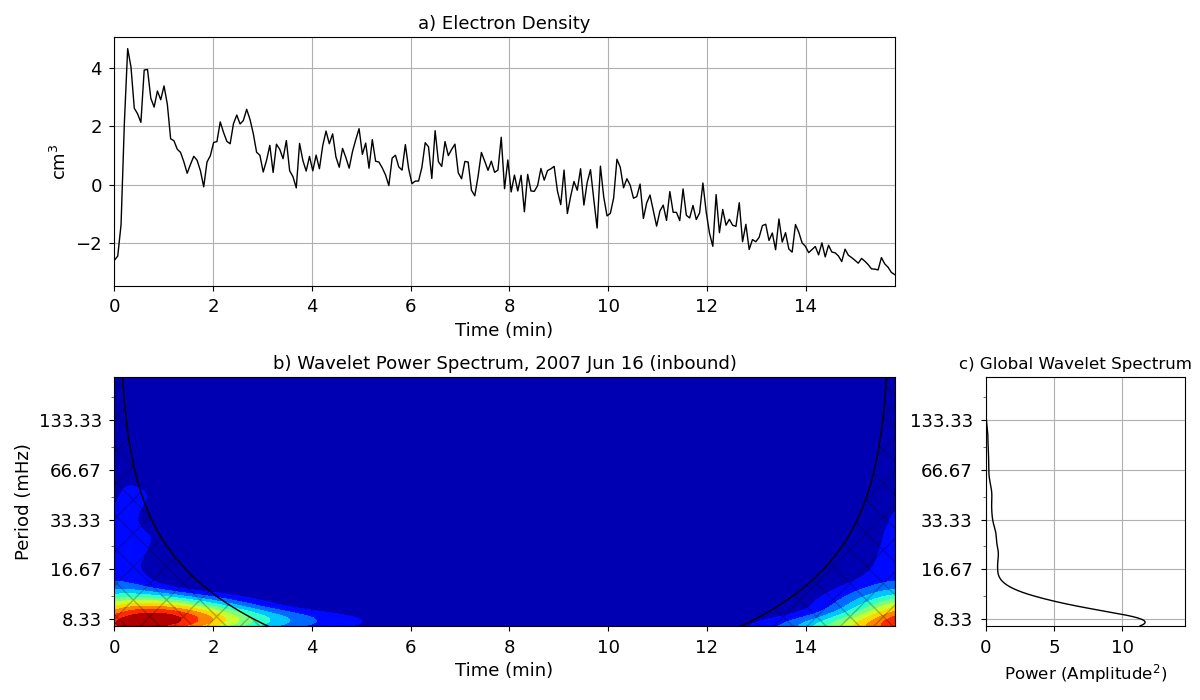 a) Electron Density
4
2
0
−2
cm³
0 2 4 6 8 10 12 14
Time (min)
b) Wavelet Power Spectrum, 2007 Jun 16 (inbound)
133.33
66.67
33.33
16.67
8.33
Period (mHz)
0 2 4 6 8 10 12 14
Time (min)
c) Global Wavelet Spectrum
133.33
66.67
33.33
16.67
8.33
0 5 10
Power (Amplitude²)